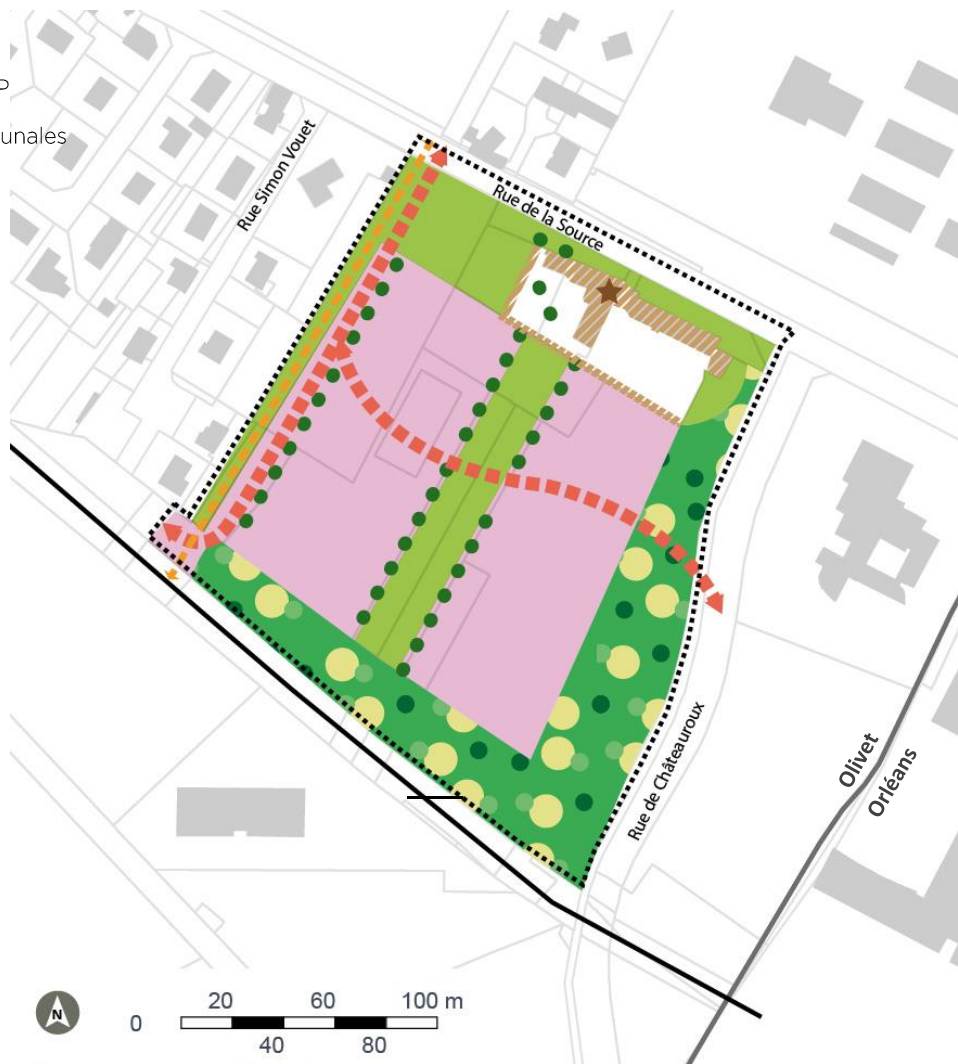 unales
Rue Simon Vouet
Rue de la Source
Rue de Châteauroux
Olivet
Orléans
N
0 20 60 100 m
40 80